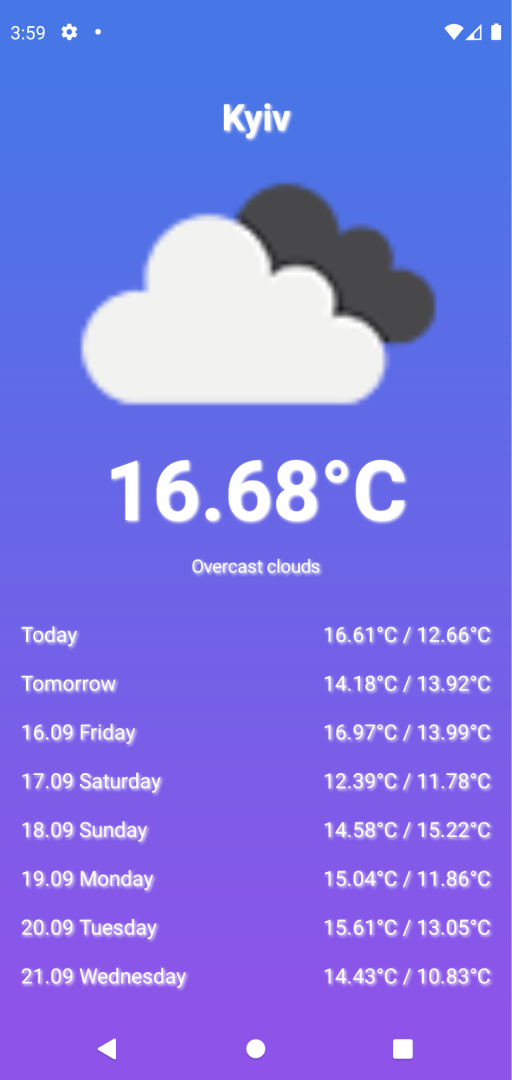 3:59
Kyiv
16.68°C
Overcast clouds
Today 16.61°C / 12.66°C
Tomorrow 14.18°C / 13.92°C
16.09 Friday 16.97°C / 13.99°C
17.09 Saturday 12.39°C / 11.78°C
18.09 Sunday 14.58°C / 15.22°C
19.09 Monday 15.04°C / 11.86°C
20.09 Tuesday 15.61°C / 13.05°C
21.09 Wednesday 14.43°C / 10.83°C